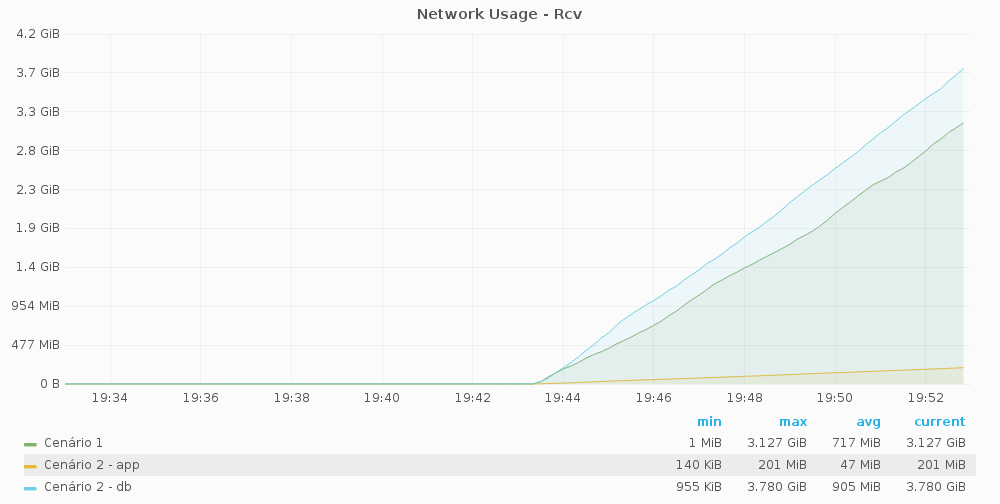 Network Usage - Rcv
4.2 GiB
3.7 GiB
3.3 GiB
2.8 GiB
2.3 GiB
1.9 GiB
1.4 GiB
954 MiB
477 MiB
0 B
19:34 19:36 19:38 19:40 19:42 19:44 19:46 19:48 19:50 19:52
min max avg current
Cenário 1 1 MiB 3.127 GiB 717 MiB 3.127 GiB
Cenário 2 - app 140 KiB 201 MiB 47 MiB 201 MiB
Cenário 2 - db 955 KiB 3.780 GiB 905 MiB 3.780 GiB